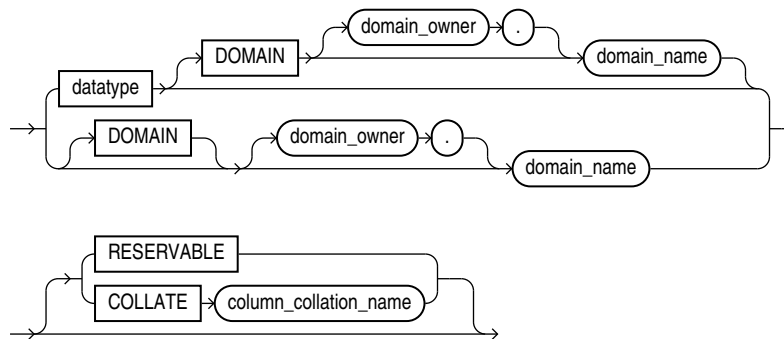 domain_owner .
DOMAIN domain_name
datatype
DOMAIN domain_owner .
domain_name
RESERVABLE
COLLATE column_collation_name